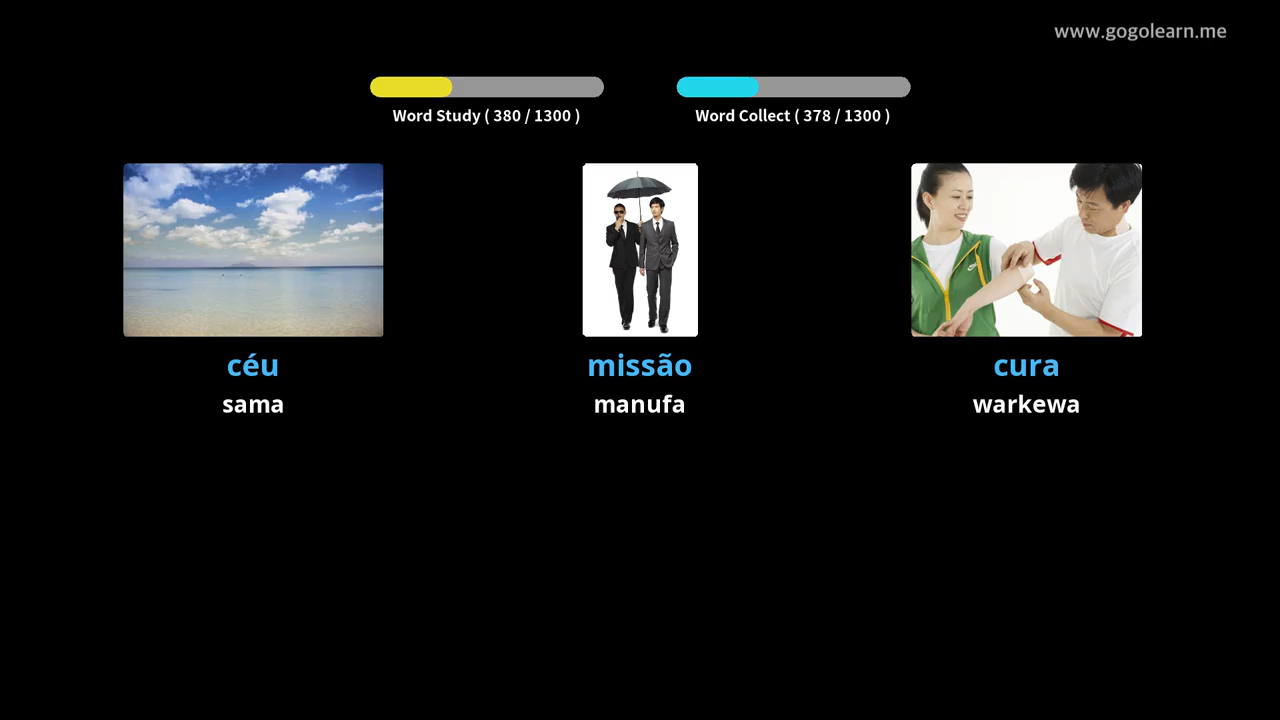 www.gogolearn.me
Word Study ( 380 / 1300 )
Word Collect ( 378 / 1300 )
céu
missão
cura
sama
manufa
warkewa